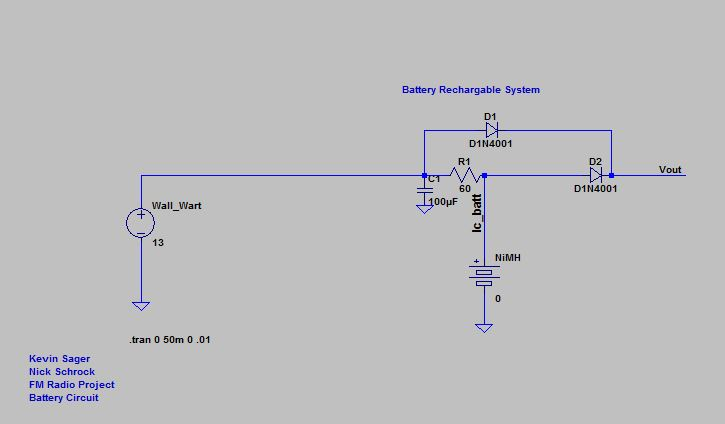 Battery Rechargable System
D1
D1N4001
R1
D2
C1
60
D1N4001
Vout
100µF
Ic_batt
Wall_Wart
13
+
NiMH
0
.tran 0 50m 0 .01
Kevin Sager
Nick Schrock
FM Radio Project
Battery Circuit